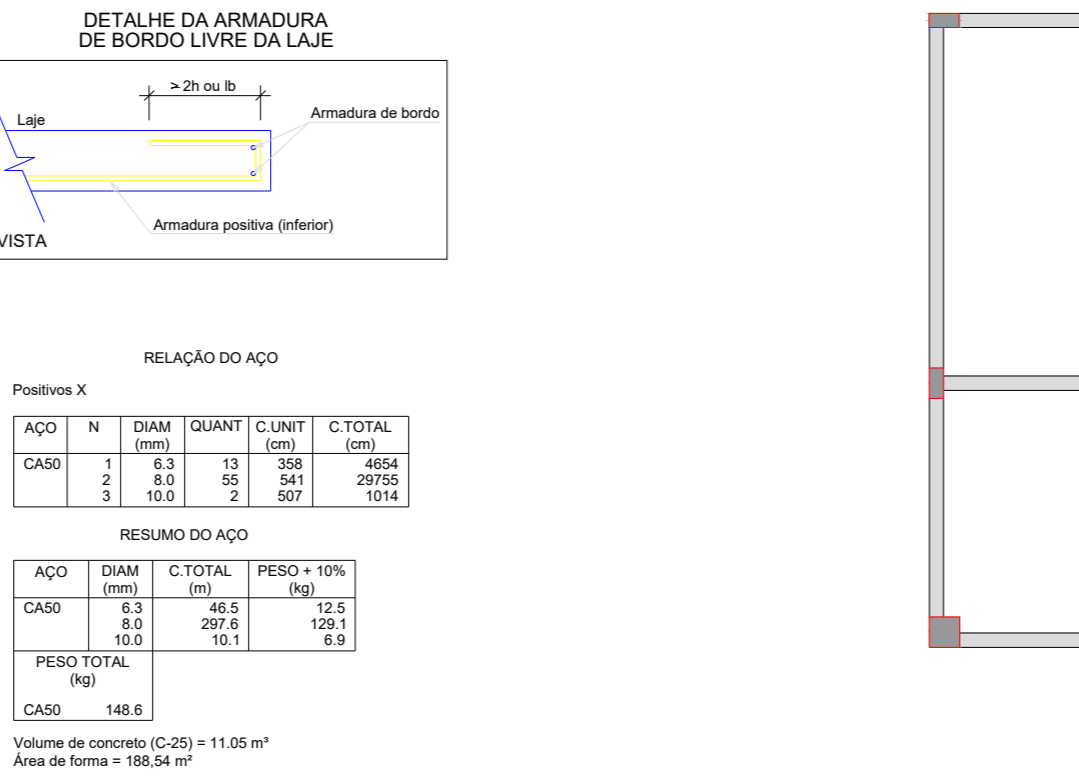 DETALHE DA ARMADURA
DE BORDO LIVRE DA LAJE
≥ 2h ou lb
Laje
Armadura de bordo
Armadura positiva (inferior)
VISTA
RELAÇÃO DO AÇO
Positivos X
AÇO N DIAM QUANT C.UNIT C.TOTAL
(mm) (cm) (cm)
CA50 1 6.3 13 358 4654
2 8.0 55 541 29755
3 10.0 2 507 1014
RESUMO DO AÇO
AÇO DIAM C.TOTAL PESO + 10%
(mm) (m) (kg)
CA50 6.3 46.5 12.5
8.0 297.6 129.1
10.0 10.1 6.9
PESO TOTAL
(kg)
CA50 148.6
Volume de concreto (C-25) = 11.05 m³
Área de forma = 188,54 m²